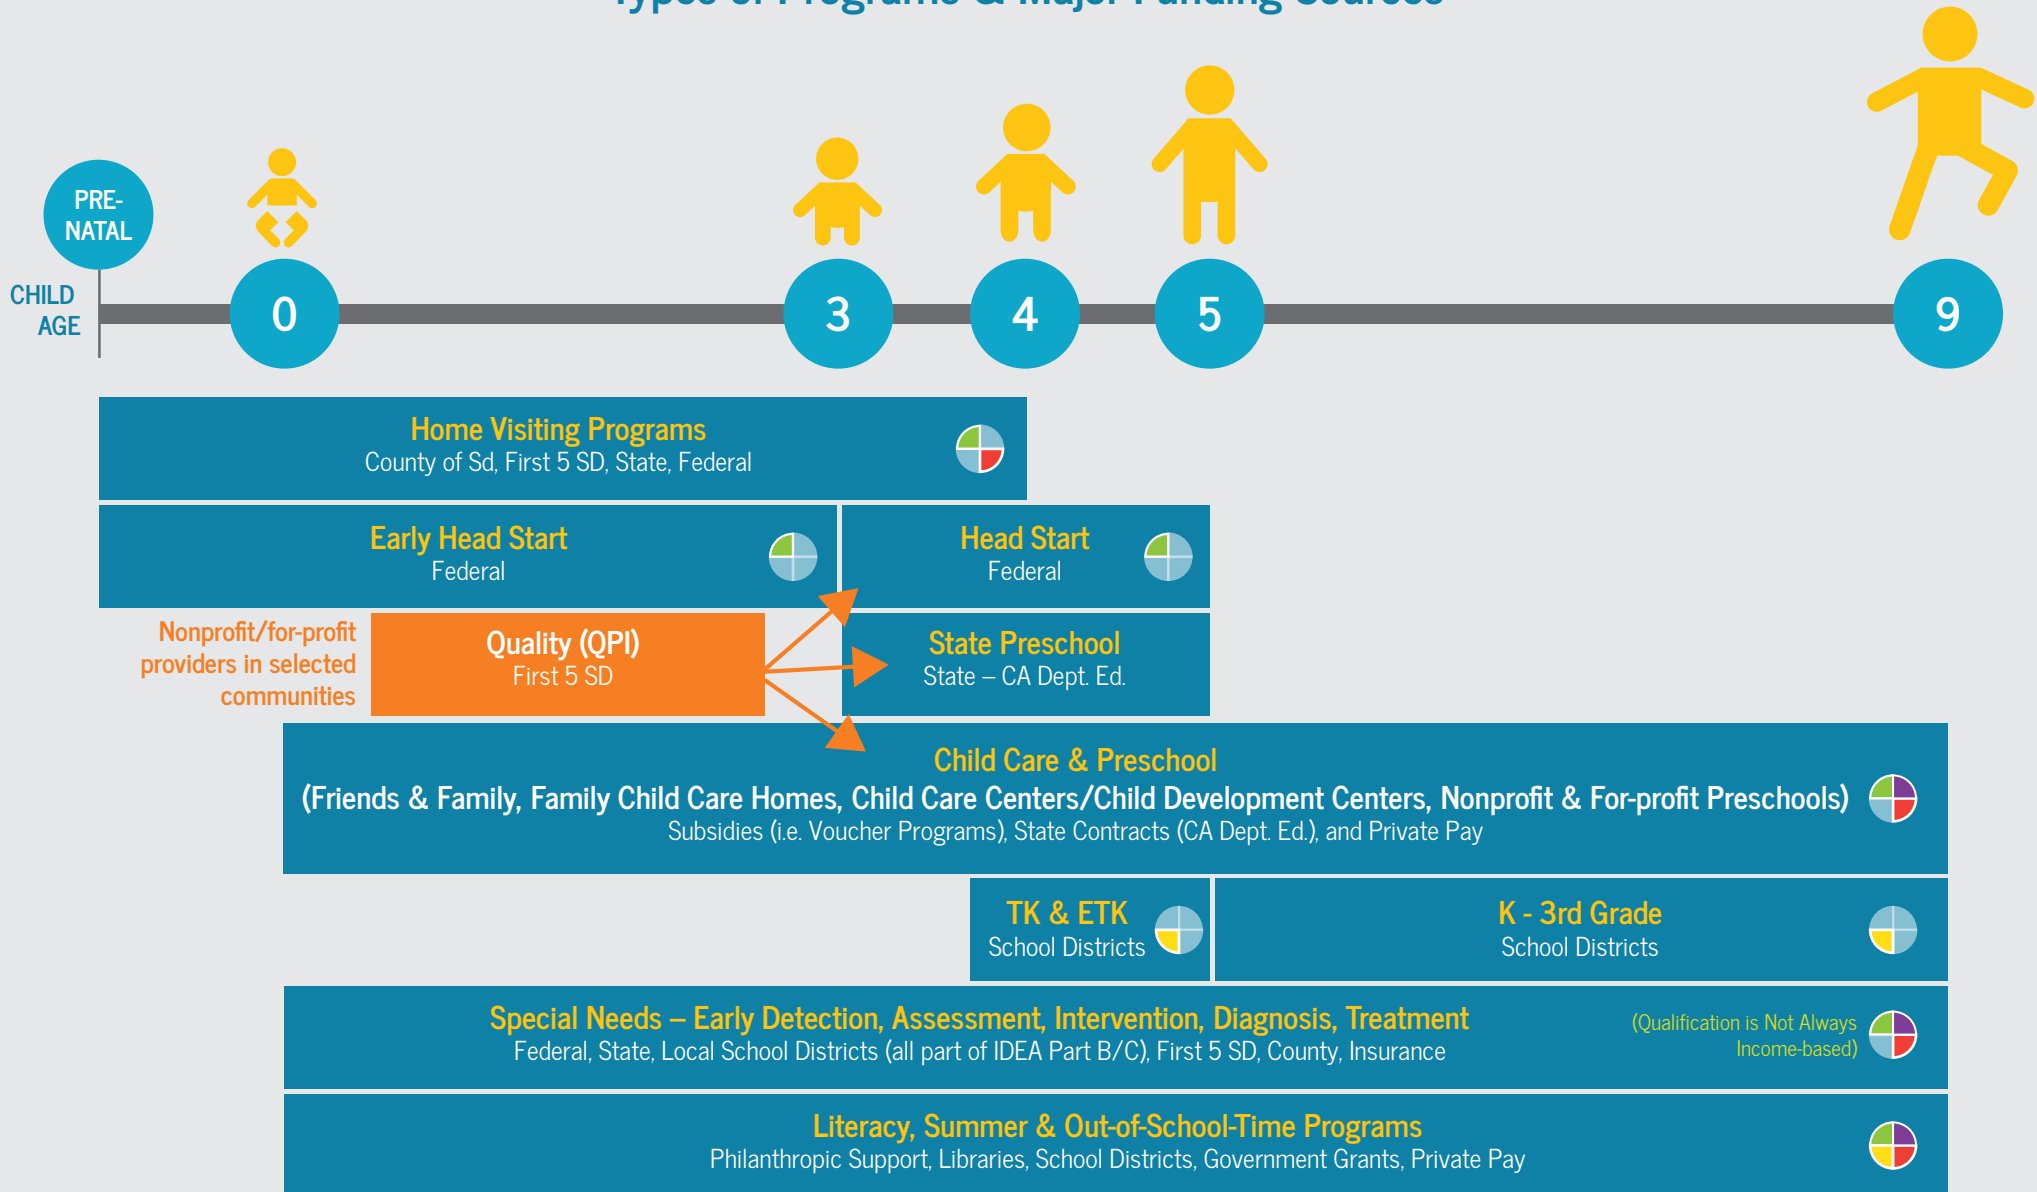 Types of Programs & Major Funding Sources
PRE-
NATAL
CHILD
AGE
0
3
4
5
9
Home Visiting Programs
County of Sd, First 5 SD, State, Federal
Early Head Start
Federal
Head Start
Federal
Nonprofit/for-profit
providers in selected
communities
Quality (QPI)
First 5 SD
State Preschool
State – CA Dept. Ed.
Child Care & Preschool
(Friends & Family, Family Child Care Homes, Child Care Centers/Child Development Centers, Nonprofit & For-profit Preschools)
Subsidies (i.e. Voucher Programs), State Contracts (CA Dept. Ed.), and Private Pay
TK & ETK
School Districts
K - 3rd Grade
School Districts
Special Needs – Early Detection, Assessment, Intervention, Diagnosis, Treatment
Federal, State, Local School Districts (all part of IDEA Part B/C), First 5 SD, County, Insurance
(Qualification is Not Always
Income-based)
Literacy, Summer & Out-of-School-Time Programs
Philanthropic Support, Libraries, School Districts, Government Grants, Private Pay